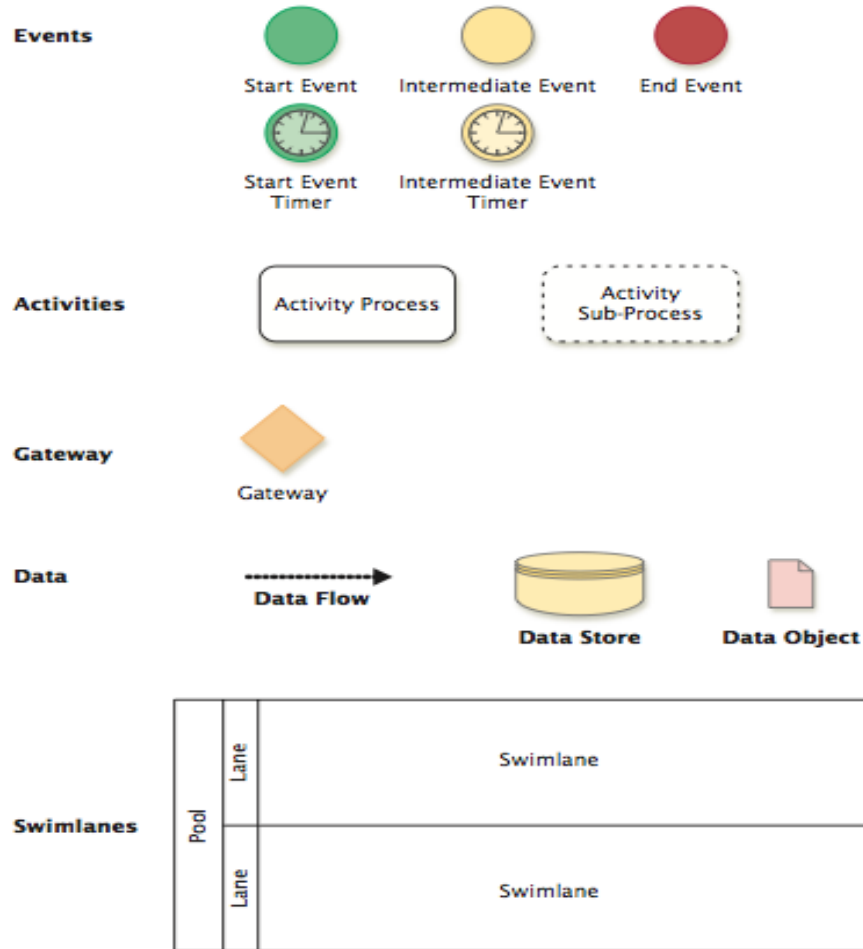 Events
Start Event
Intermediate Event
End Event
Start Event
Timer
Intermediate Event
Timer
Activities
Activity Process
Activity
Sub-Process
Gateway
Gateway
Data
Data Flow
Data Store
Data Object
Swimlanes
Pool
Lane
Swimlane
Lane
Swimlane